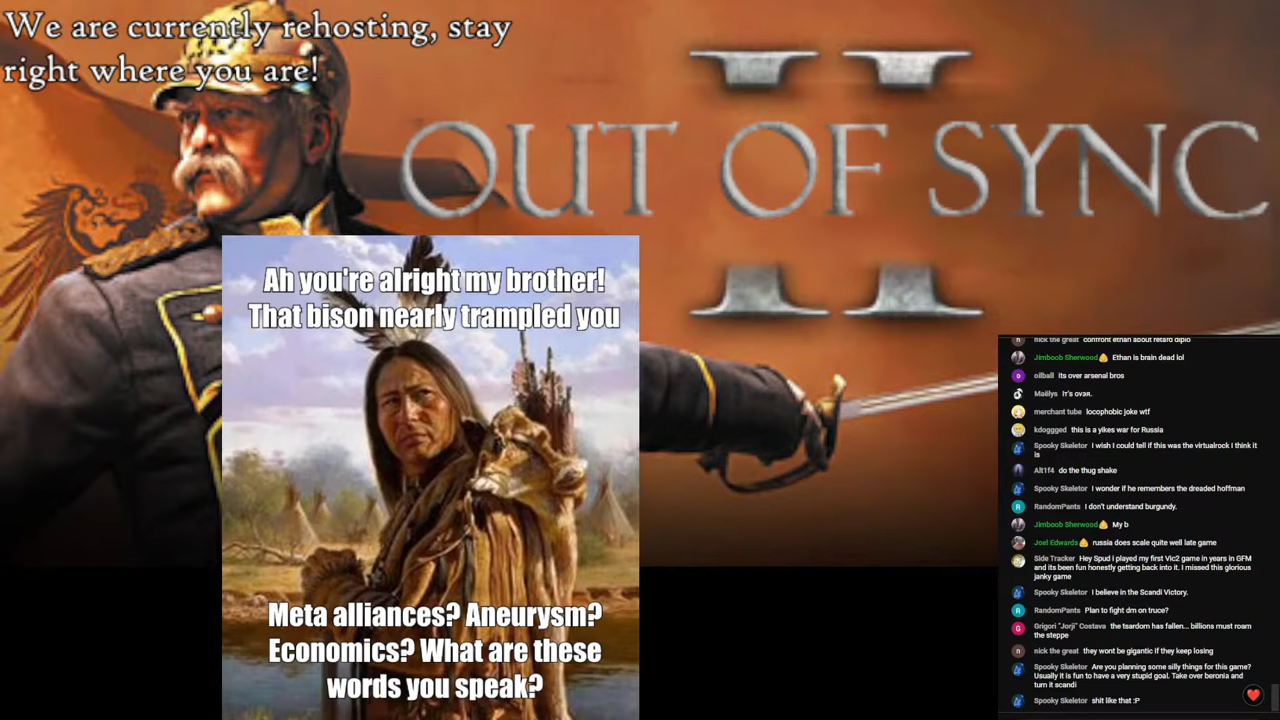 We are currently rehosting, stay
right where you are!
II
OUT OF SYNC
Ah you're alright my brother!
That bison nearly trampled you
Meta alliances? Aneurysm?
Economics? What are these
words you speak?
nick the great confront ethan about retard diplo
Jimboob Sherwood Ethan is brain dead lol
oilball its over arsenal bros
Maëlys Iт's ovэя.
merchant tube locophobic joke wtf
kdoggged this is a yikes war for Russia
Spooky Skeletor I wish I could tell if this was the virtualrock I think it
is
Alt1f4 do the thug shake
Spooky Skeletor I wonder if he remembers the dreaded hoffman
RandomPants I don't understand burgundy.
Jimboob Sherwood My b
Joel Edwards russia does scale quite well late game
Side Tracker Hey Spud i played my first Vic2 game in years in GFM
and its been fun honestly getting back into it. I missed this glorious
janky game
Spooky Skeletor I believe in the Scandi Victory.
RandomPants Plan to fight dm on truce?
Grigori "Jorji" Costava the tsardom has fallen... billions must roam
the steppe
nick the great they wont be gigantic if they keep losing
Spooky Skeletor Are you planning some silly things for this game?
Usually it is fun to have a very stupid goal. Take over beronia and
turn it scandi
Spooky Skeletor shit like that :P